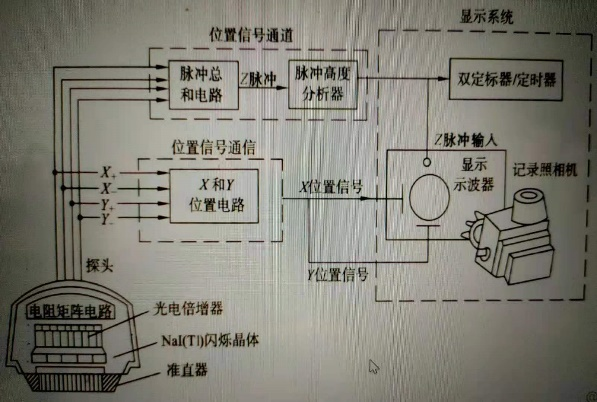 显示系统
位置信号通道
脉冲总
和电路
Z脉冲
脉冲高度
分析器
双定标器/定时器
位置信号通信
Z脉冲输入
显示
示波器
记录照相机
X₊
X₋
Y₊
Y₋
X和Y
位置电路
X位置信号
Y位置信号
探头
电阻矩阵电路
光电倍增器
NaI(Tl)闪烁晶体
准直器